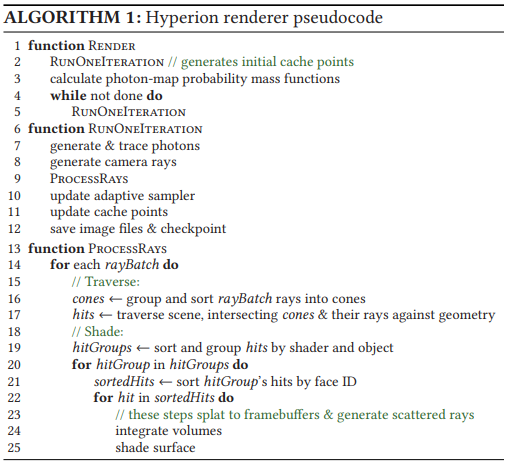 ALGORITHM 1: Hyperion renderer pseudocode
1 function RENDER
2 RUNONEITERATION // generates initial cache points
3 calculate photon-map probability mass functions
4 while not done do
5 RUNONEITERATION
6 function RUNONEITERATION
7 generate & trace photons
8 generate camera rays
9 PROCESSRAYS
10 update adaptive sampler
11 update cache points
12 save image files & checkpoint
13 function PROCESSRAYS
14 for each rayBatch do
15 // Traverse:
16 cones ← group and sort rayBatch rays into cones
17 hits ← traverse scene, intersecting cones & their rays against geometry
18 // Shade:
19 hitGroups ← sort and group hits by shader and object
20 for hitGroup in hitGroups do
21 sortedHits ← sort hitGroup's hits by face ID
22 for hit in sortedHits do
23 // these steps splat to framebuffers & generate scattered rays
24 integrate volumes
25 shade surface